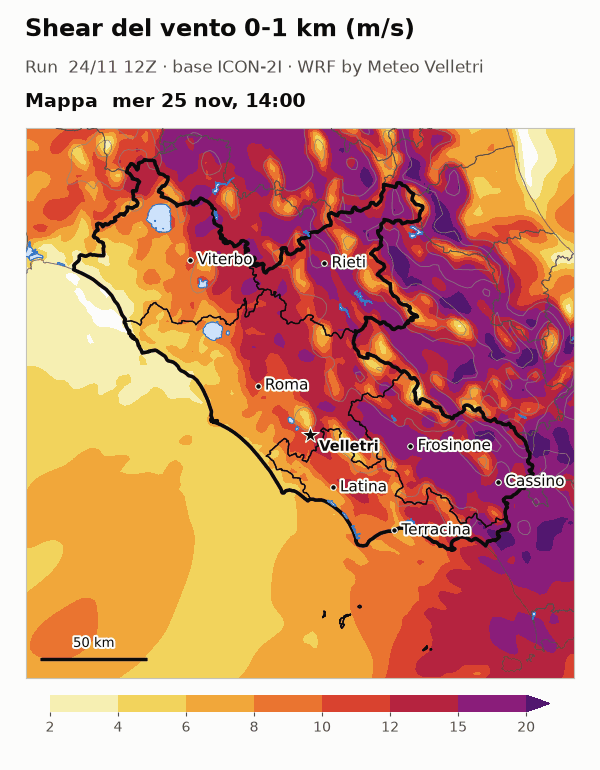 Shear del vento 0-1 km (m/s)
Run 24/11 12Z · base ICON-2I · WRF by Meteo Velletri
Mappa mer 25 nov, 14:00
Viterbo
Rieti
Roma
Velletri
Frosinone
Cassino
Latina
Terracina
50 km
2 4 6 8 10 12 15 20